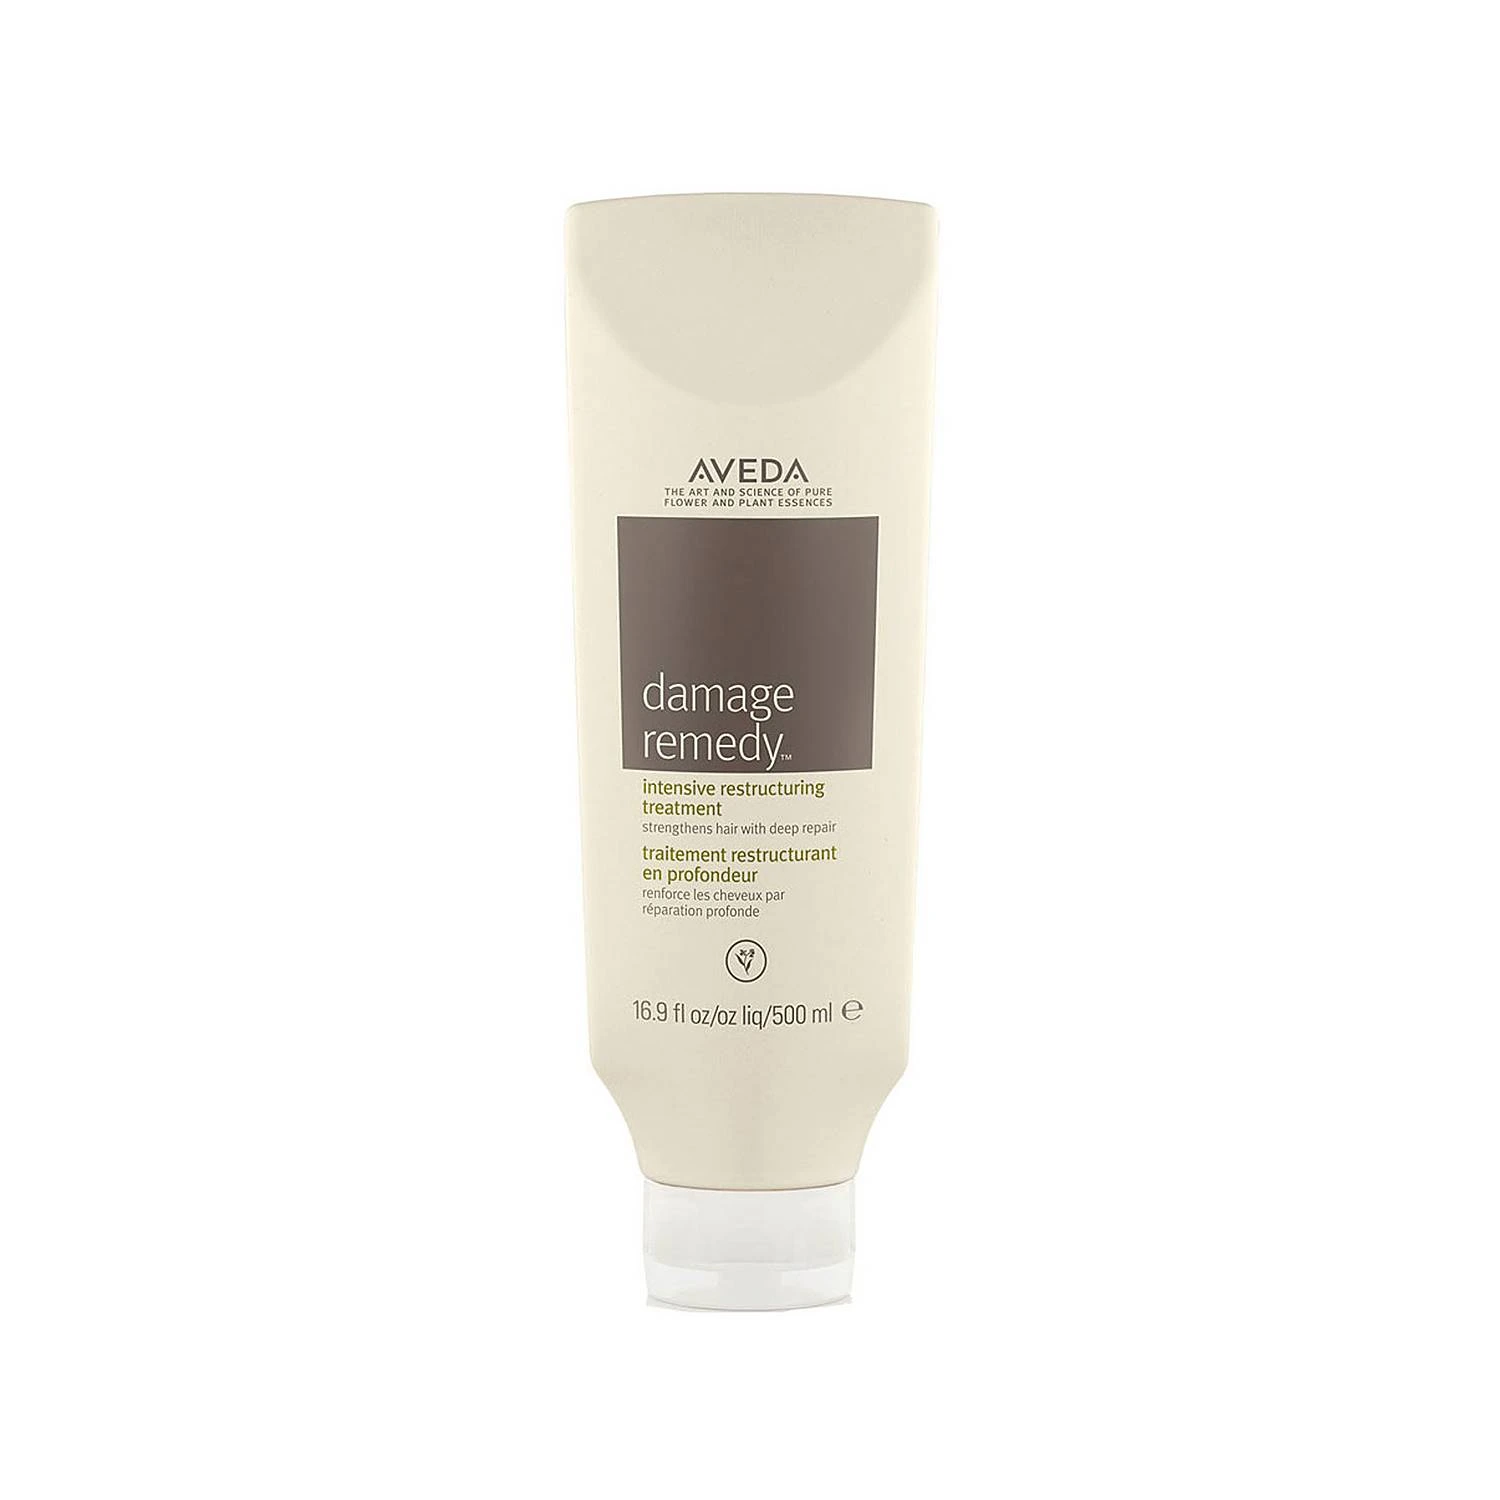 AVEDA
THE ART AND SCIENCE OF PURE
FLOWER AND PLANT ESSENCES
damage
remedy™
intensive restructuring
treatment
strengthens hair with deep repair
traitement restructurant
en profondeur
renforce les cheveux par
réparation profonde
16.9 fl oz/oz liq/500 ml ℮